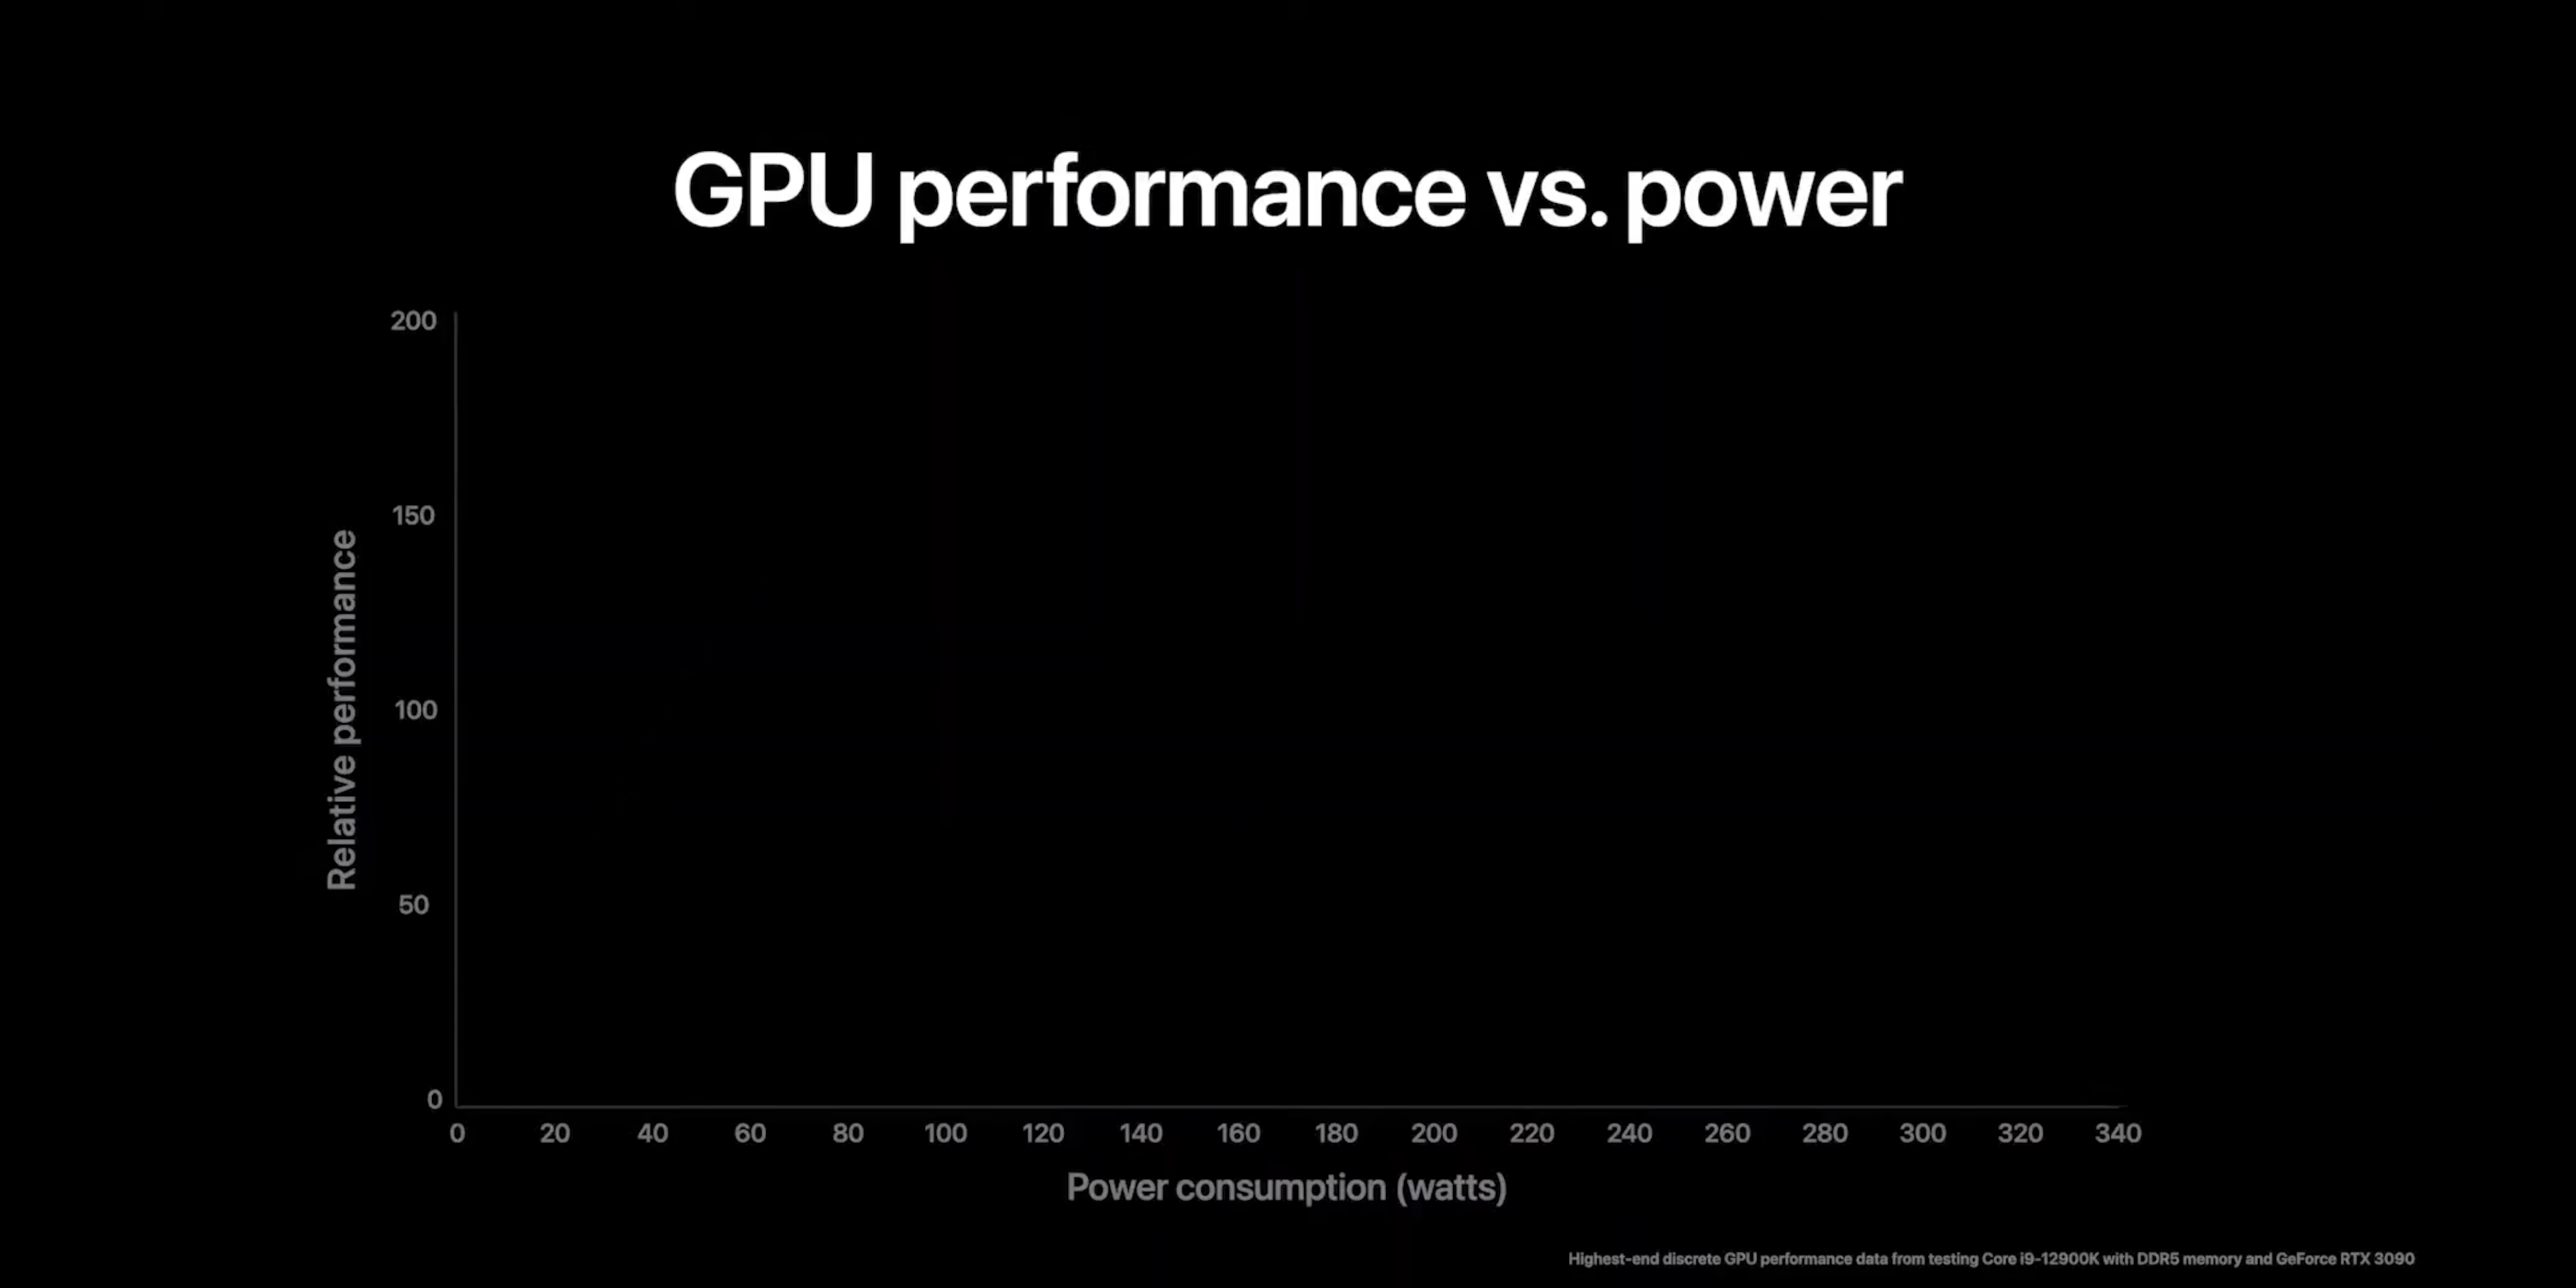 GPU performance vs. power
200
150
100
50
0
Relative performance
0 20 40 60 80 100 120 140 160 180 200 220 240 260 280 300 320 340
Power consumption (watts)
Highest-end discrete GPU performance data from testing Core i9-12900K with DDR5 memory and GeForce RTX 3090